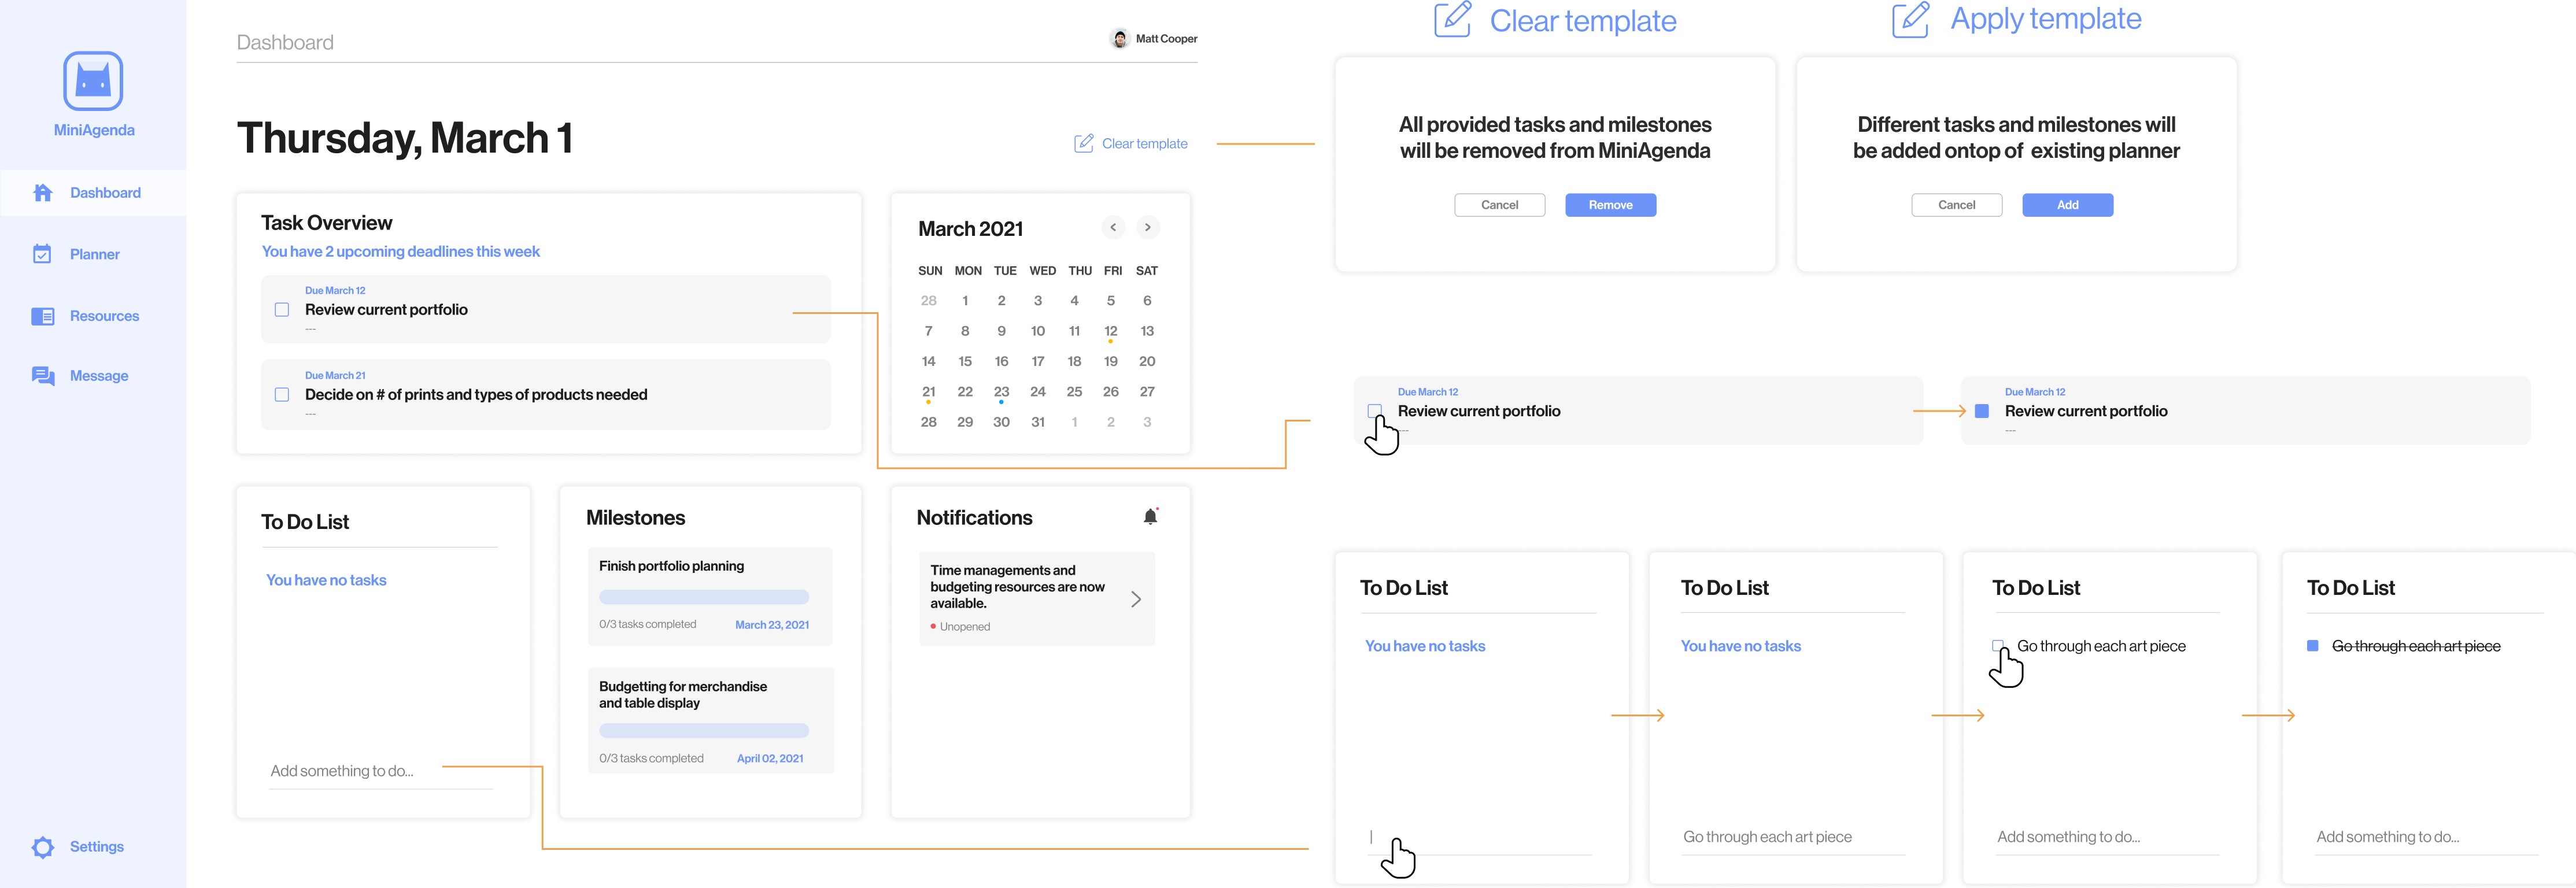 MiniAgenda
Dashboard
Planner
Resources
Message
Settings
Dashboard
Matt Cooper
Thursday, March 1
Clear template
Task Overview
You have 2 upcoming deadlines this week
Due March 12
Review current portfolio
---
Due March 21
Decide on # of prints and types of products needed
---
March 2021
SUN MON TUE WED THU FRI SAT
28 1 2 3 4 5 6
7 8 9 10 11 12 13
14 15 16 17 18 19 20
21 22 23 24 25 26 27
28 29 30 31 1 2 3
To Do List
You have no tasks
Add something to do...
Milestones
Finish portfolio planning
0/3 tasks completed March 23, 2021
Budgetting for merchandise
and table display
0/3 tasks completed April 02, 2021
Notifications
Time managements and
budgeting resources are now
available.
Unopened
Clear template
All provided tasks and milestones
will be removed from MiniAgenda
Cancel Remove
Apply template
Different tasks and milestones will
be added ontop of existing planner
Cancel Add
Due March 12
Review current portfolio
---
Due March 12
Review current portfolio
---
To Do List
You have no tasks
To Do List
You have no tasks
Go through each art piece
To Do List
Go through each art piece
Add something to do...
To Do List
Go through each art piece
Add something to do...